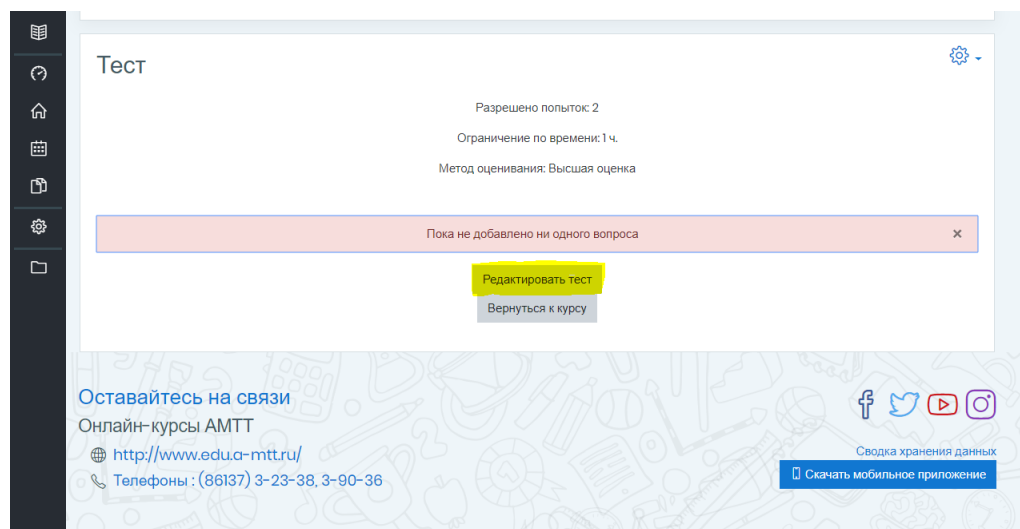 Тест
Разрешено попыток: 2
Ограничение по времени: 1 ч.
Метод оценивания: Высшая оценка
Пока не добавлено ни одного вопроса
Редактировать тест
Вернуться к курсу
Оставайтесь на связи
Онлайн-курсы АМТТ
http://www.edu.a-mtt.ru/
Телефоны : (86137) 3-23-38, 3-90-36
Сводка хранения данных
Скачать мобильное приложение